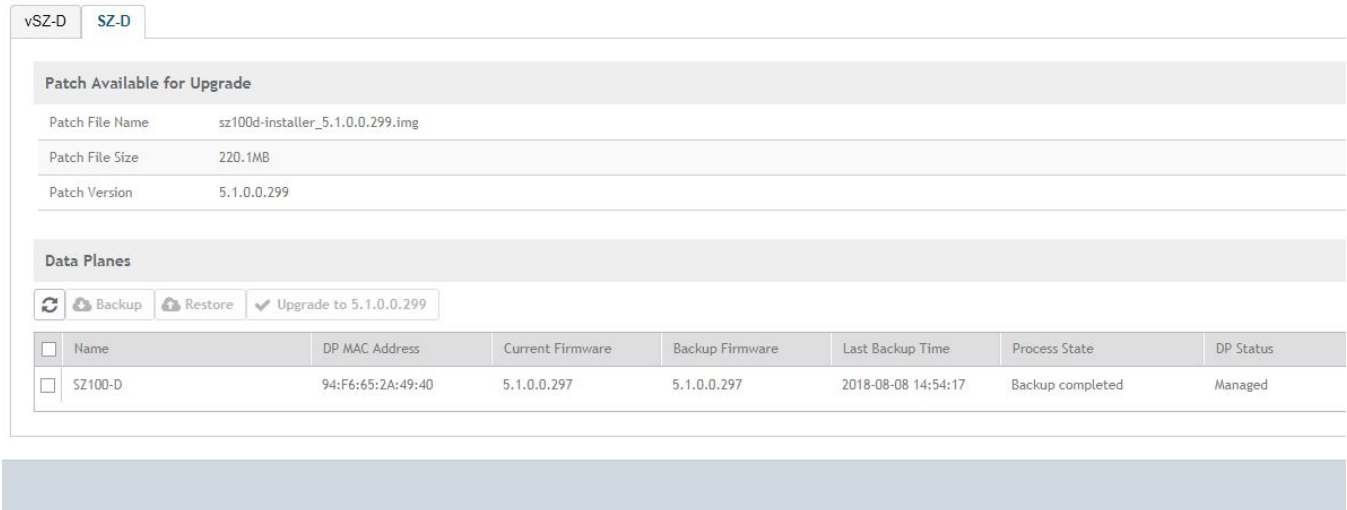 vSZ-D SZ-D
Patch Available for Upgrade
Patch File Name sz100d-installer_5.1.0.0.299.img
Patch File Size 220.1MB
Patch Version 5.1.0.0.299
Data Planes
Backup Restore Upgrade to 5.1.0.0.299
Name DP MAC Address Current Firmware Backup Firmware Last Backup Time Process State DP Status
SZ100-D 94:F6:65:2A:49:40 5.1.0.0.297 5.1.0.0.297 2018-08-08 14:54:17 Backup completed Managed